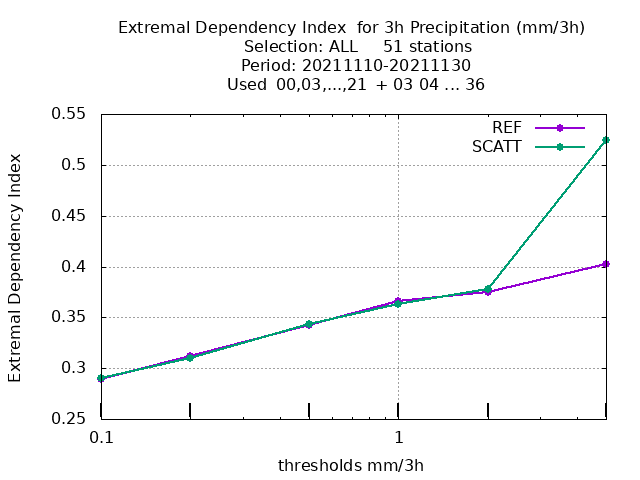 Extremal Dependency Index  for 3h Precipitation (mm/3h)
Selection: ALL     51 stations
Period: 20211110-20211130
Used  00,03,...,21  + 03 04 ... 36
REF
SCATT
Extremal Dependency Index
0.55
0.5
0.45
0.4
0.35
0.3
0.25
0.1 1
thresholds mm/3h